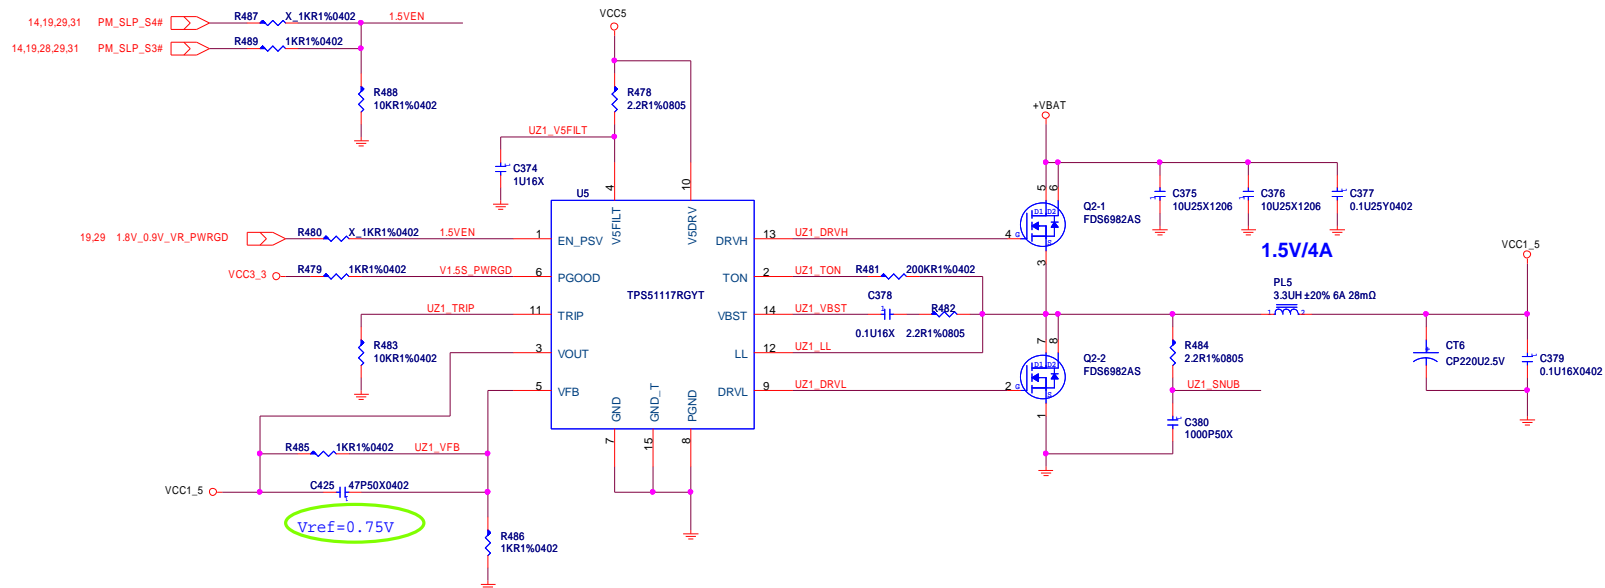 14,19,29,31 PM_SLP_S4#
R487 X_1KR1%0402
1.5VEN
14,19,28,29,31 PM_SLP_S3#
R489 1KR1%0402
R488
10KR1%0402
VCC5
R478
2.2R1%0805
UZ1_V5FILT
C374
1U16X
+VBAT
U5
4
10
V5FILT
V5DRV
19,29 1.8V_0.9V_VR_PWRGD
R480 X_1KR1%0402
1.5VEN
1
EN_PSV
VCC3_3
R479 1KR1%0402
V1.5S_PWRGD
6
PGOOD
UZ1_TRIP
11
TRIP
R483
10KR1%0402
3
VOUT
5
VFB
TPS51117RGYT
DRVH
13
UZ1_DRVH
TON
2
UZ1_TON
R481 200KR1%0402
VBST
14
UZ1_VBST
C378
0.1U16X
R482
2.2R1%0805
LL
12
UZ1_LL
DRVL
9
UZ1_DRVL
GND
GND_T
PGND
7
15
8
5
6
D1 D2
G
S
4
3
Q2-1
FDS6982AS
C375
10U25X1206
C376
10U25X1206
C377
0.1U25Y0402
1.5V/4A
VCC1_5
PL5
3.3UH ±20% 6A 28mΩ
1
2
7
8
D1 D2
G
S
2
1
Q2-2
FDS6982AS
R484
2.2R1%0805
UZ1_SNUB
C380
1000P50X
CT6
CP220U2.5V
C379
0.1U16X0402
R485 1KR1%0402
UZ1_VFB
VCC1_5
C425 47P50X0402
Vref=0.75V
R486
1KR1%0402